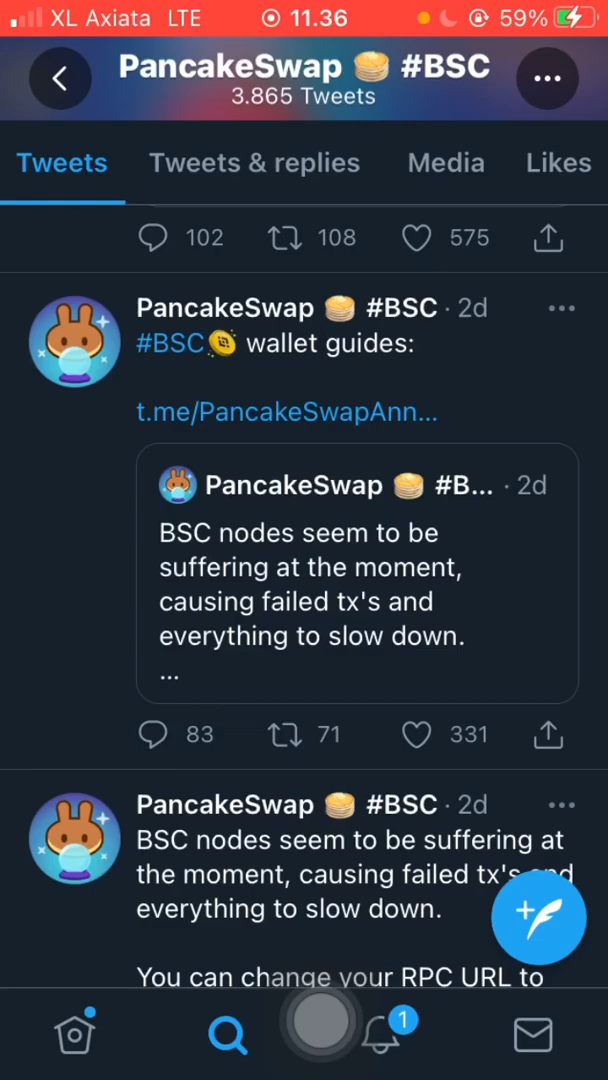 XL Axiata LTE 11.36 59%
PancakeSwap 🥞 #BSC
3.865 Tweets
Tweets Tweets & replies Media Likes
102 108 575
PancakeSwap 🥞 #BSC · 2d
#BSC wallet guides:
t.me/PancakeSwapAnn...
PancakeSwap 🥞 #B... · 2d
BSC nodes seem to be
suffering at the moment,
causing failed tx's and
everything to slow down.
...
83 71 331
PancakeSwap 🥞 #BSC · 2d
BSC nodes seem to be suffering at
the moment, causing failed tx's and
everything to slow down.
You can change your RPC URL to
1